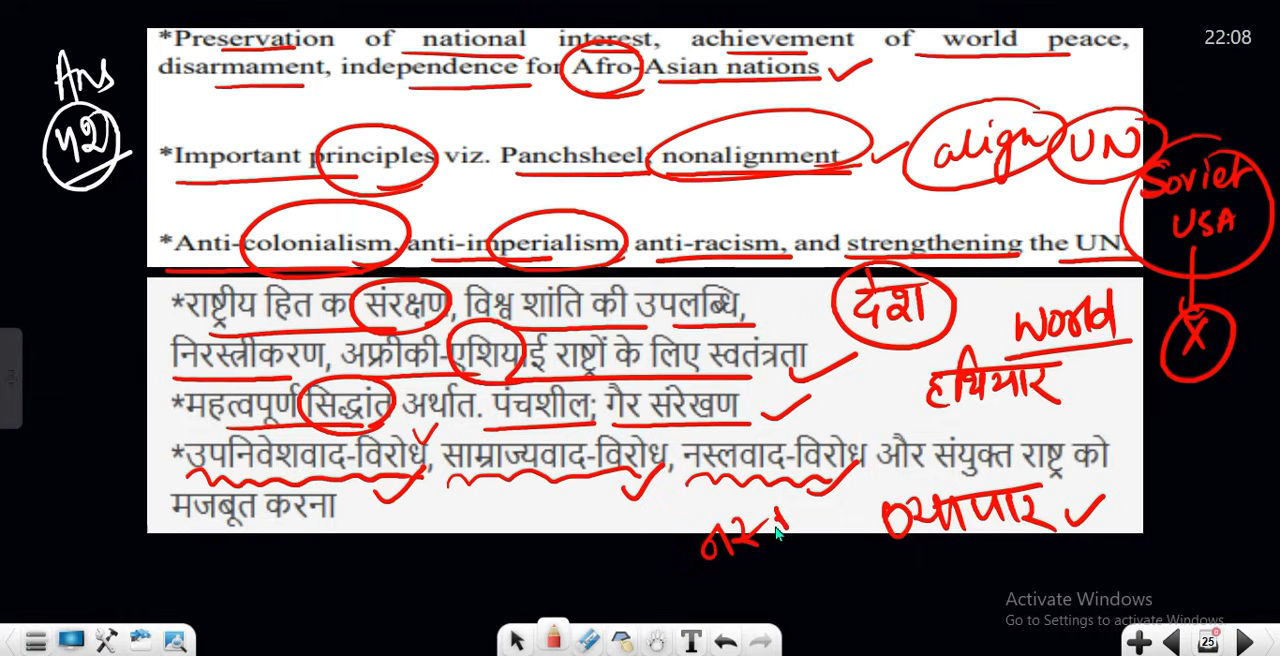 22:08
Ans
42
*Preservation of national interest, achievement of world peace,
disarmament, independence for Afro-Asian nations
*Important principles viz. Panchsheel; nonalignment
align UN
Soviet
USA
X
*Anti-colonialism, anti-imperialism, anti-racism, and strengthening the UN.
*राष्ट्रीय हित का संरक्षण, विश्व शांति की उपलब्धि,
देश
World
निरस्त्रीकरण, अफ्रीकी-एशियाई राष्ट्रों के लिए स्वतंत्रता
हथियार
*महत्वपूर्ण सिद्धांत अर्थात. पंचशील; गैर संरेखण
*उपनिवेशवाद-विरोध, साम्राज्यवाद-विरोध, नस्लवाद-विरोध और संयुक्त राष्ट्र को
मजबूत करना
व्यापार
Activate Windows
Go to Settings to activate Windows.
T
25